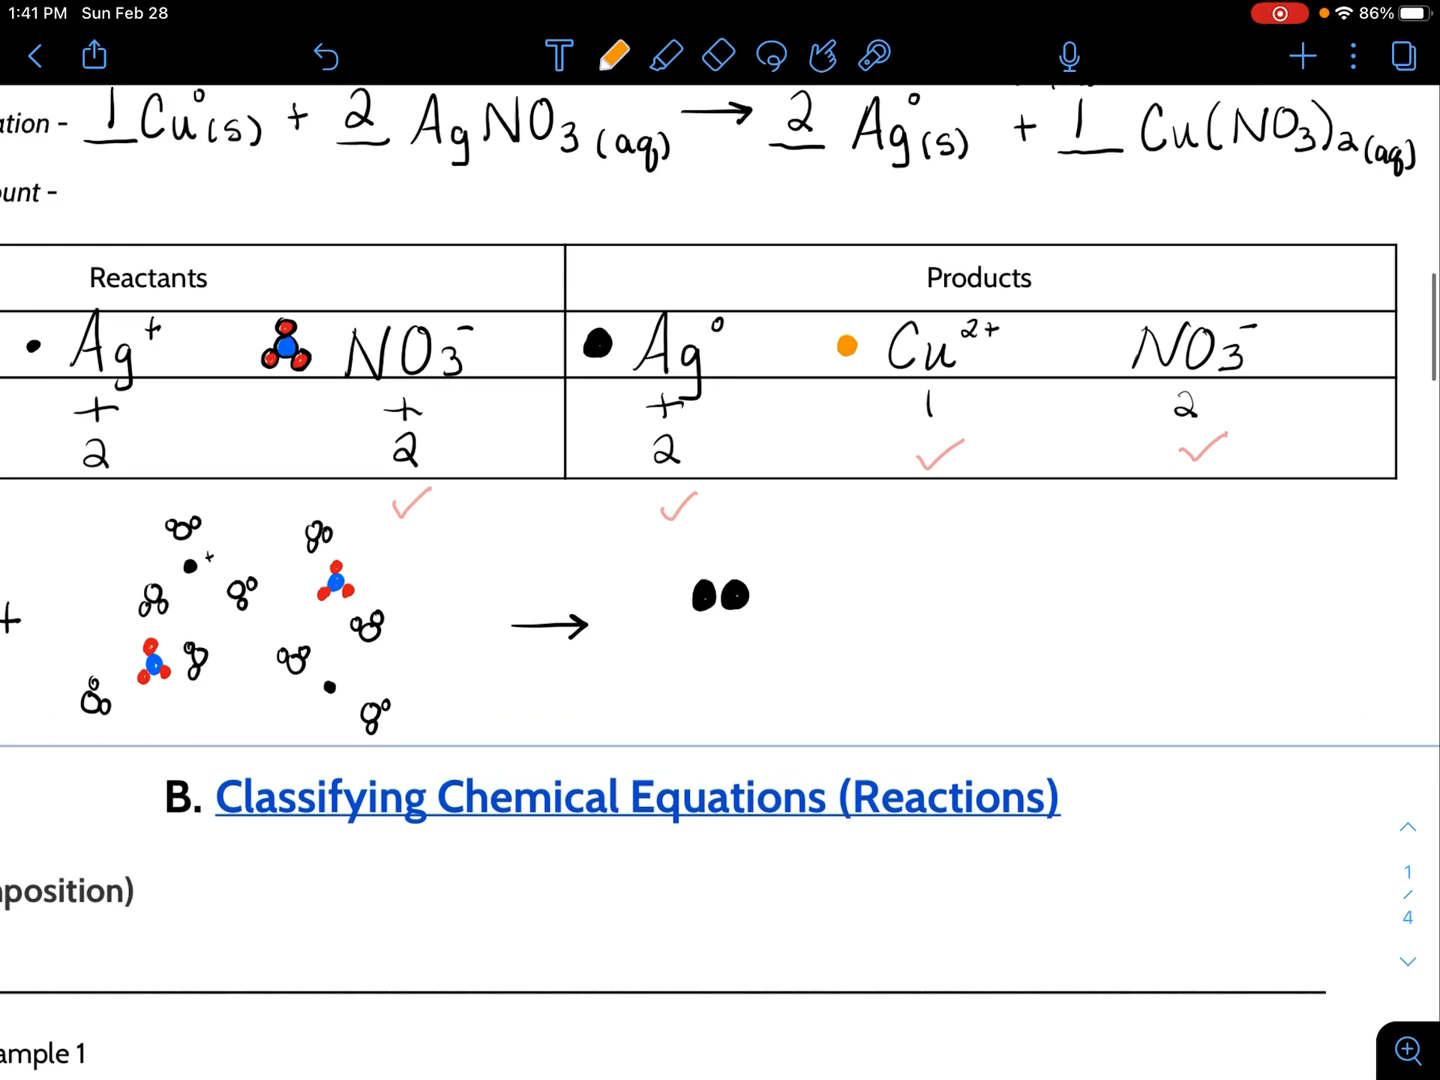 1:41 PM Sun Feb 28 86%
T
ation - 1 Cu°(s) + 2 AgNO3(aq) → 2 Ag°(s) + 1 Cu(NO3)2(aq)
ount -
Reactants Products
Ag+ NO3- Ag° Cu2+ NO3-
+ + + 1 2
2 2 2 ✓ ✓
✓ ✓
+
+ →
B. Classifying Chemical Equations (Reactions)
1
/
4
position)
ample 1